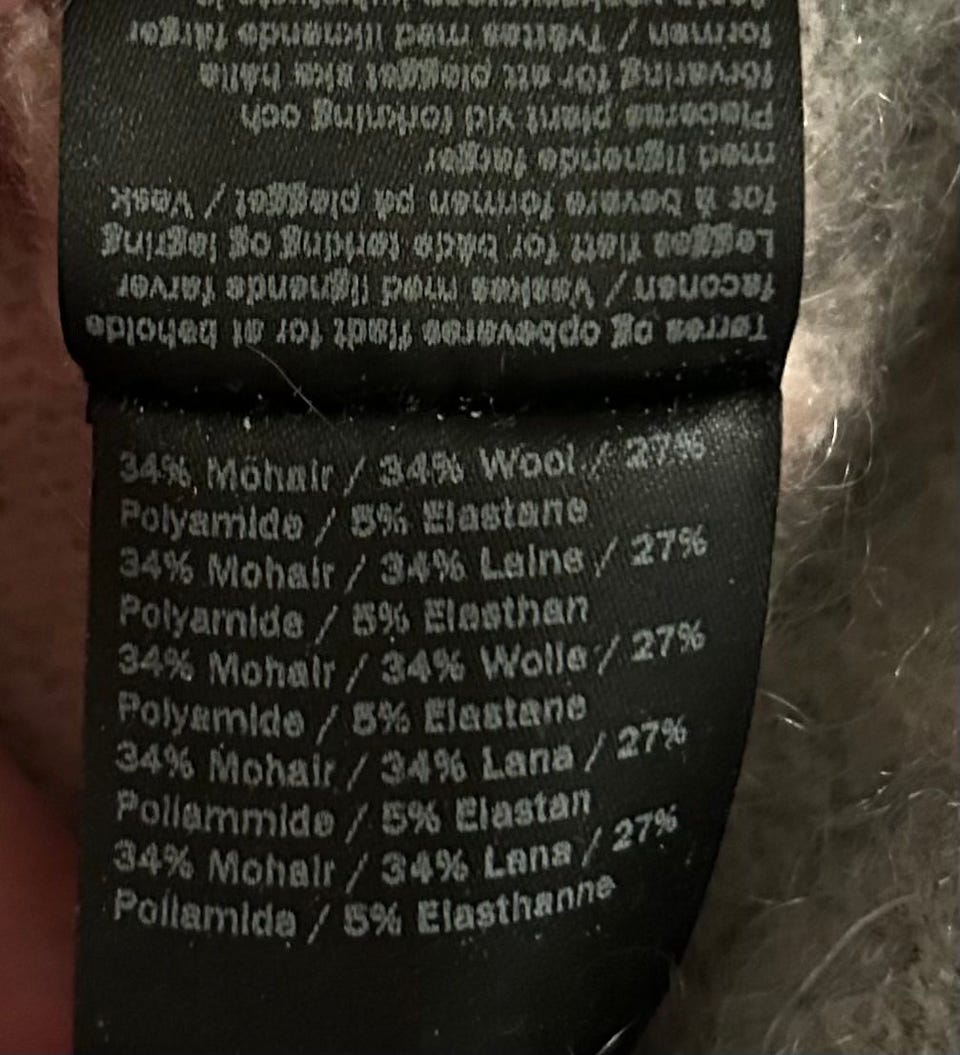 Tørres og opbevares fladt for at beholde
faconen / Vaskes med lignende farver
Legges flatt for både tørking og lagring
for å bevare formen på plagget / Vask
med lignende farger
Placeras plant vid torkning och
förvaring för att plagget ska hålla
formen / Tvättas med liknande färger
34% Mohair / 34% Wool / 27%
Polyamide / 5% Elastane
34% Mohair / 34% Laine / 27%
Polyamide / 5% Elasthan
34% Mohair / 34% Wolle / 27%
Polyamide / 5% Elastane
34% Mohair / 34% Lana / 27%
Poliammide / 5% Elastan
34% Mohair / 34% Lana / 27%
Poliamida / 5% Elasthanne